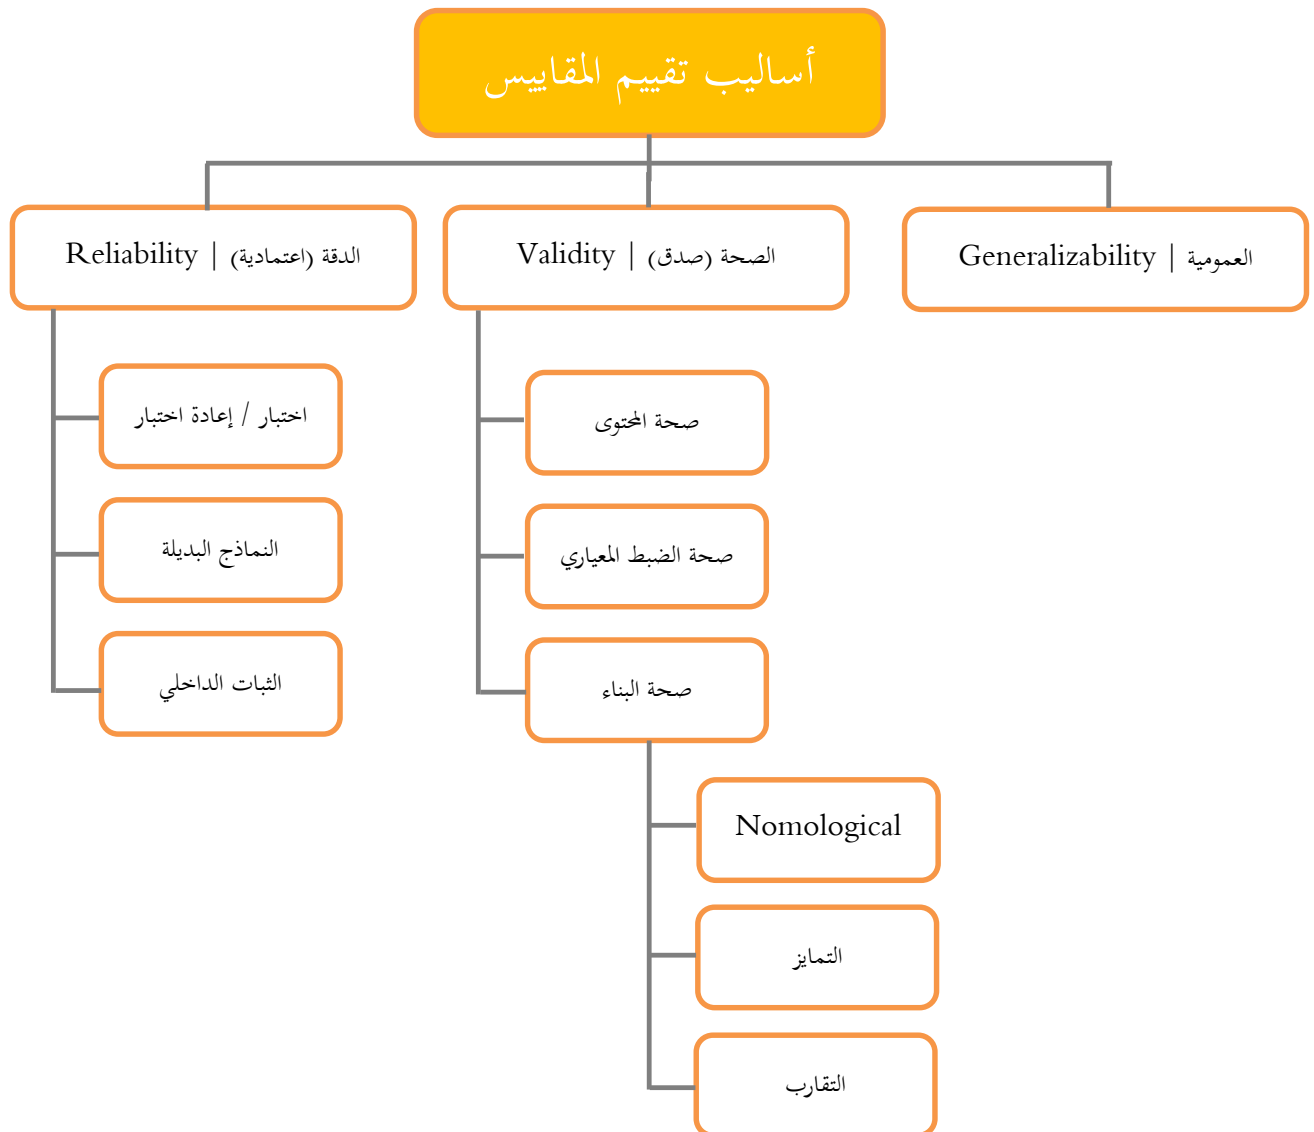 أساليب تقييم المقاييس
العمومية | Generalizability
الصحة (صدق) | Validity
الدقة (اعتمادية) | Reliability
اختبار / إعادة اختبار
النماذج البديلة
الثبات الداخلي
صحة المحتوى
صحة الضبط المعياري
صحة البناء
Nomological
التمايز
التقارب